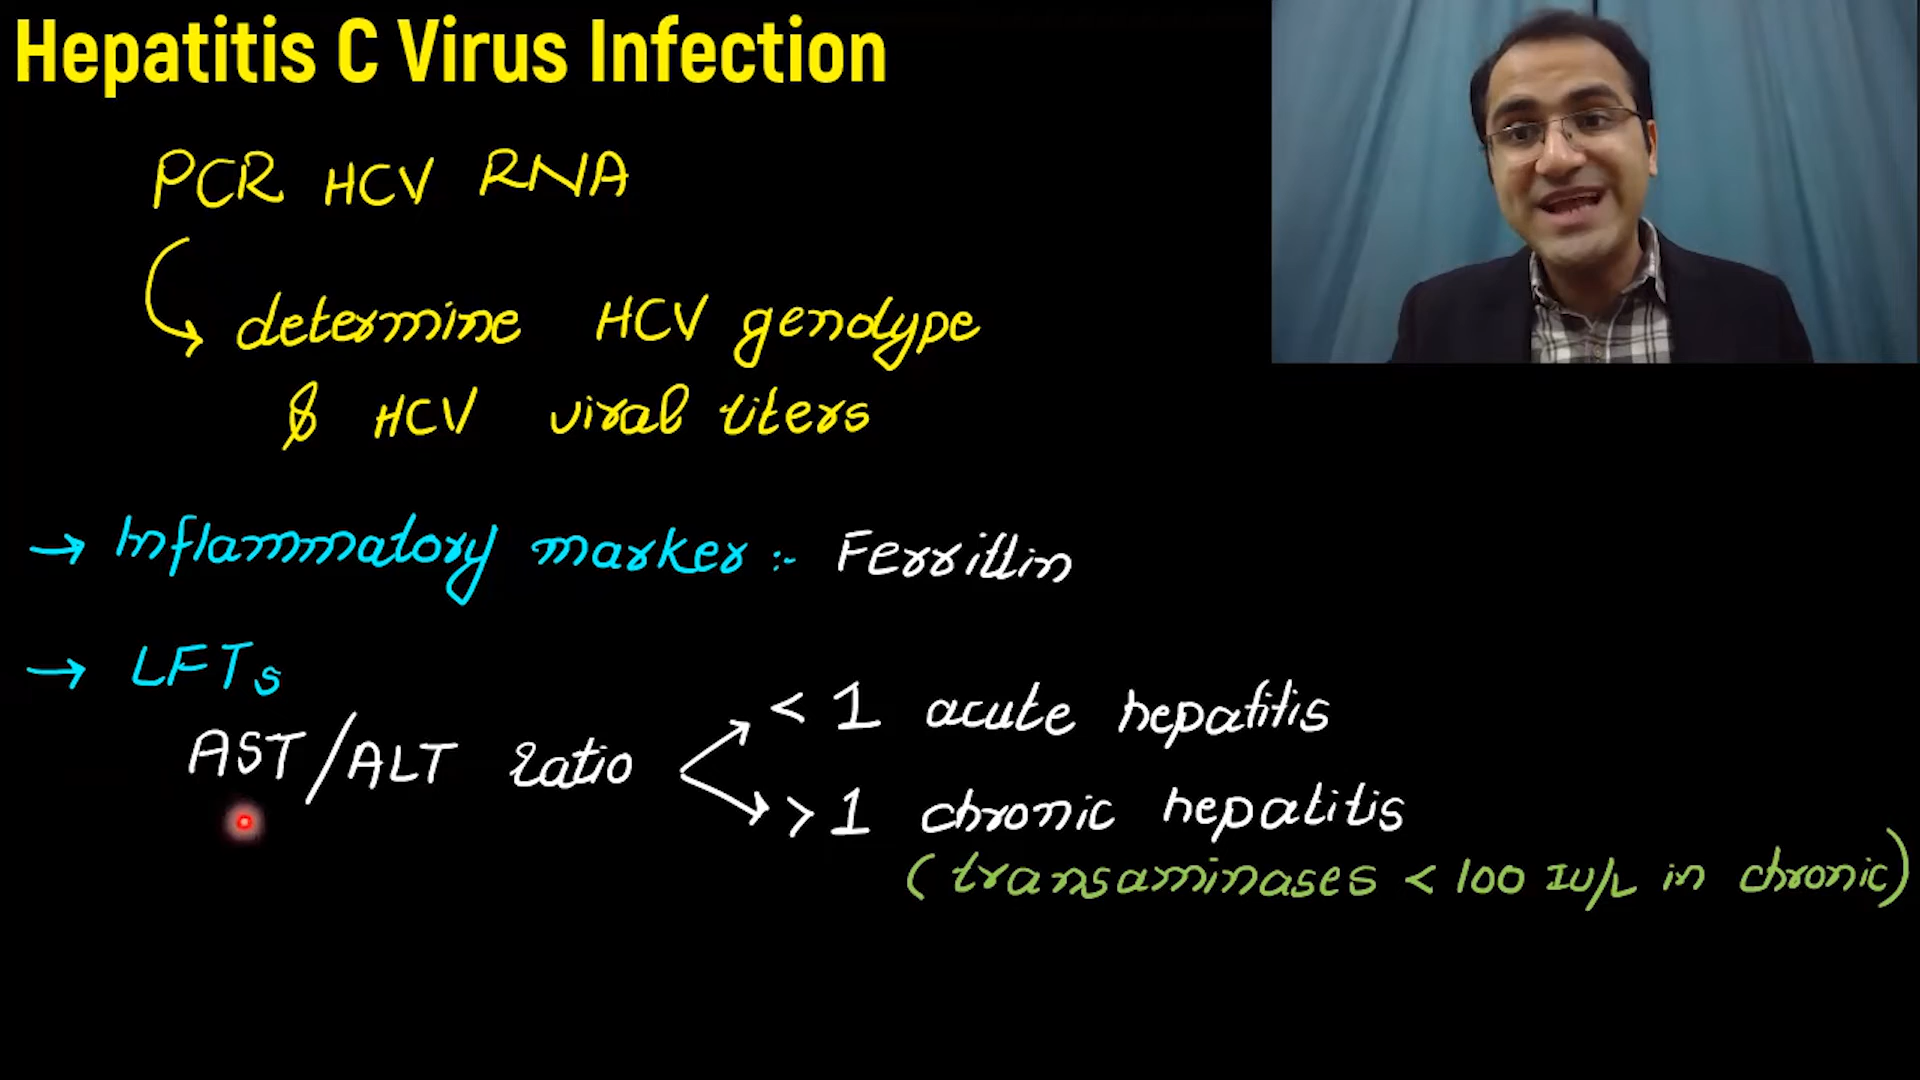 Hepatitis C Virus Infection
PCR HCV RNA
determine HCV genotype
& HCV viral titers
→ Inflammatory marker :- Ferritin
→ LFTs
AST/ALT ratio
< 1 acute hepatitis
> 1 chronic hepatitis
(transaminases < 100 IU/L in chronic)